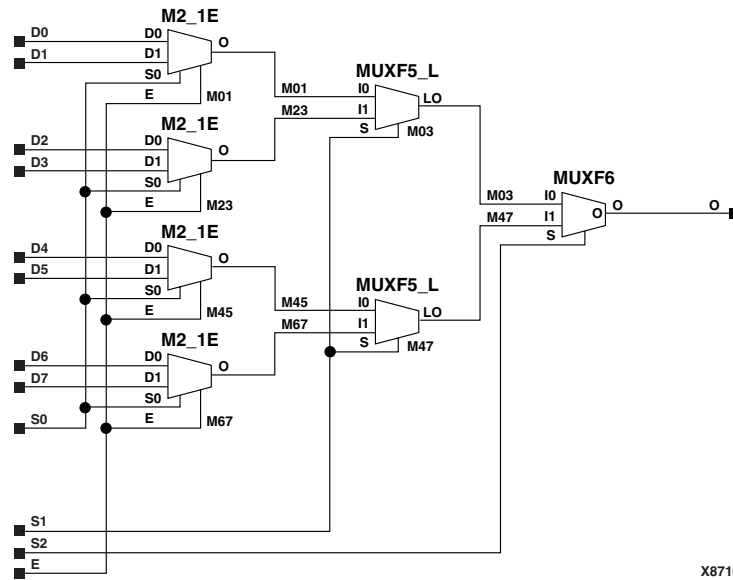 M2_1E
D0 D0
O
D1 D1
S0
E M01
MUXF5_L
M01 I0
LO
M23 I1
S M03
M2_1E
D2 D0
O
D3 D1
S0
E M23
MUXF6
M03 I0
O O O
M47 I1
S
M2_1E
D4 D0
O
D5 D1
S0
E M45
MUXF5_L
M45 I0
LO
M67 I1
S M47
M2_1E
D6 D0
O
D7 D1
S0
E M67
S0
S1
S2
E